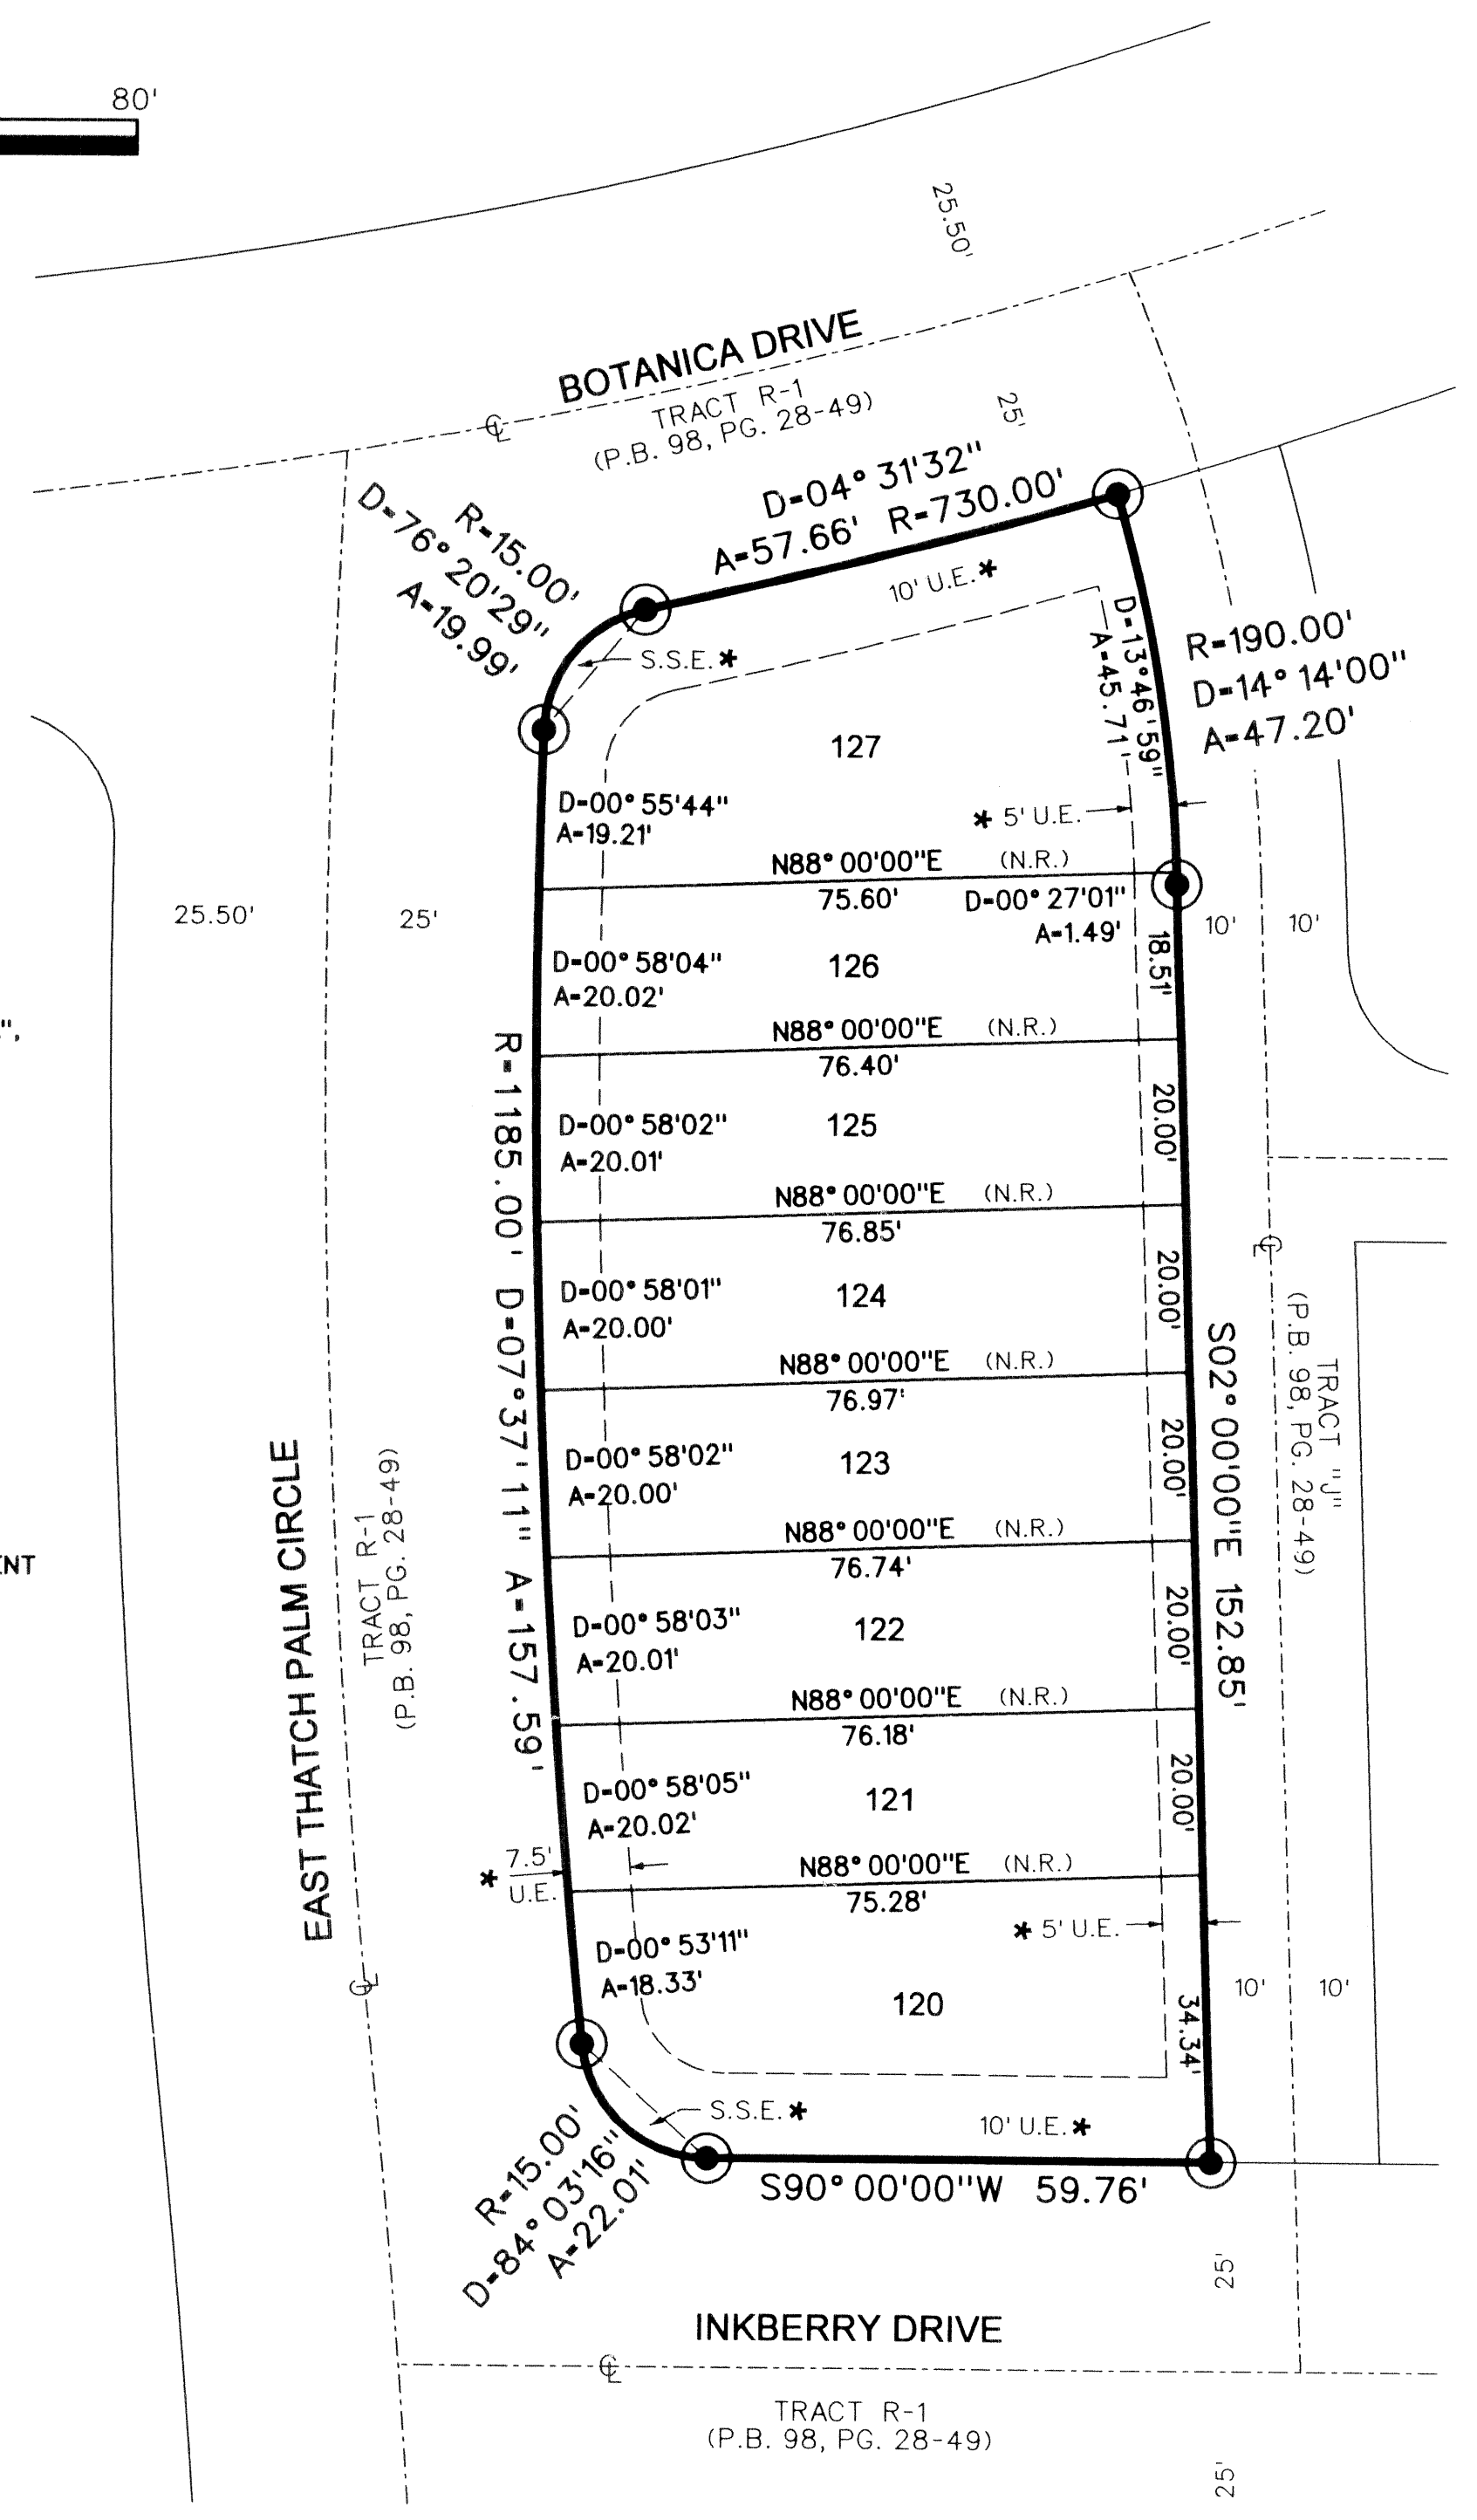 80'
25.50'
BOTANICA DRIVE
TRACT R-1
(P.B. 98, PG. 28-49)
25'
D=04° 31'32"
A=57.66' R=730.00'
R=15.00'
D=76° 20'29"
A=19.99'
10' U.E.*
S.S.E.*
D=13°46'59"
A=45.71'
R=190.00'
D=14° 14'00"
A=47.20'
127
D=00° 55'44"
A=19.21'
* 5' U.E.
N88° 00'00"E (N.R.)
75.60'
D=00° 27'01"
A=1.49'
25.50'
25'
10'
10'
D=00° 58'04"
A=20.02'
126
18.51'
",
N88° 00'00"E (N.R.)
76.40'
D=00° 58'02"
A=20.01'
125
20.00'
N88° 00'00"E (N.R.)
76.85'
D=00° 58'01"
A=20.00'
124
20.00'
N88° 00'00"E (N.R.)
76.97'
R=1185.00' D=07°37'11" A=157.59'
D=00° 58'02"
A=20.00'
123
20.00'
S02°00'00"E 152.85'
TRACT "J"
(P.B. 98, PG. 28-49)
N88° 00'00"E (N.R.)
76.74'
ENT
EAST THATCH PALM CIRCLE
TRACT R-1
(P.B. 98, PG. 28-49)
D=00° 58'03"
A=20.01'
122
20.00'
N88° 00'00"E (N.R.)
76.18'
D=00° 58'05"
A=20.02'
121
20.00'
* 7.5'
U.E.
N88° 00'00"E (N.R.)
75.28'
* 5' U.E.
D=00° 53'11"
A=18.33'
120
34.34'
10'
10'
S.S.E.*
10' U.E.*
R=15.00'
D=84° 03'16"
A=22.01'
S90° 00'00"W 59.76'
25'
INKBERRY DRIVE
TRACT R-1
(P.B. 98, PG. 28-49)
25'